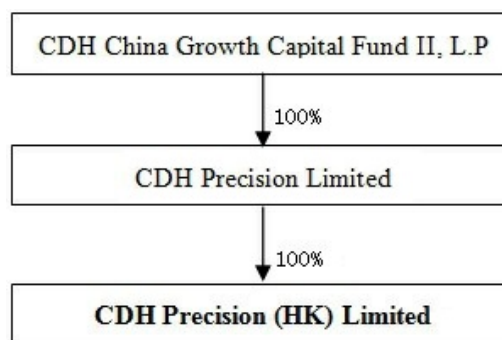 CDH China Growth Capital Fund II, L.P
100%
CDH Precision Limited
100%
CDH Precision (HK) Limited